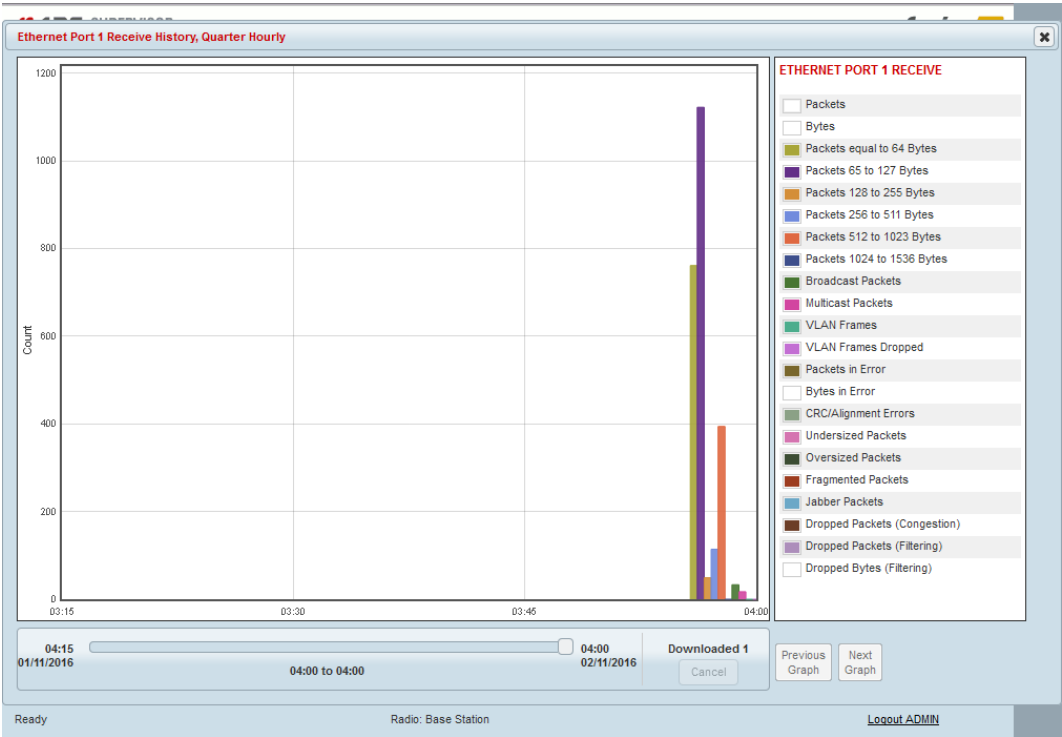 Ethernet Port 1 Receive History, Quarter Hourly
1200
1000
800
600
400
200
0
Count
03:15
03:30
03:45
04:00
ETHERNET PORT 1 RECEIVE
Packets
Bytes
Packets equal to 64 Bytes
Packets 65 to 127 Bytes
Packets 128 to 255 Bytes
Packets 256 to 511 Bytes
Packets 512 to 1023 Bytes
Packets 1024 to 1536 Bytes
Broadcast Packets
Multicast Packets
VLAN Frames
VLAN Frames Dropped
Packets in Error
Bytes in Error
CRC/Alignment Errors
Undersized Packets
Oversized Packets
Fragmented Packets
Jabber Packets
Dropped Packets (Congestion)
Dropped Packets (Filtering)
Dropped Bytes (Filtering)
04:15
01/11/2016
04:00 to 04:00
04:00
02/11/2016
Downloaded 1
Cancel
Previous Graph
Next Graph
Ready
Radio: Base Station
Logout ADMIN